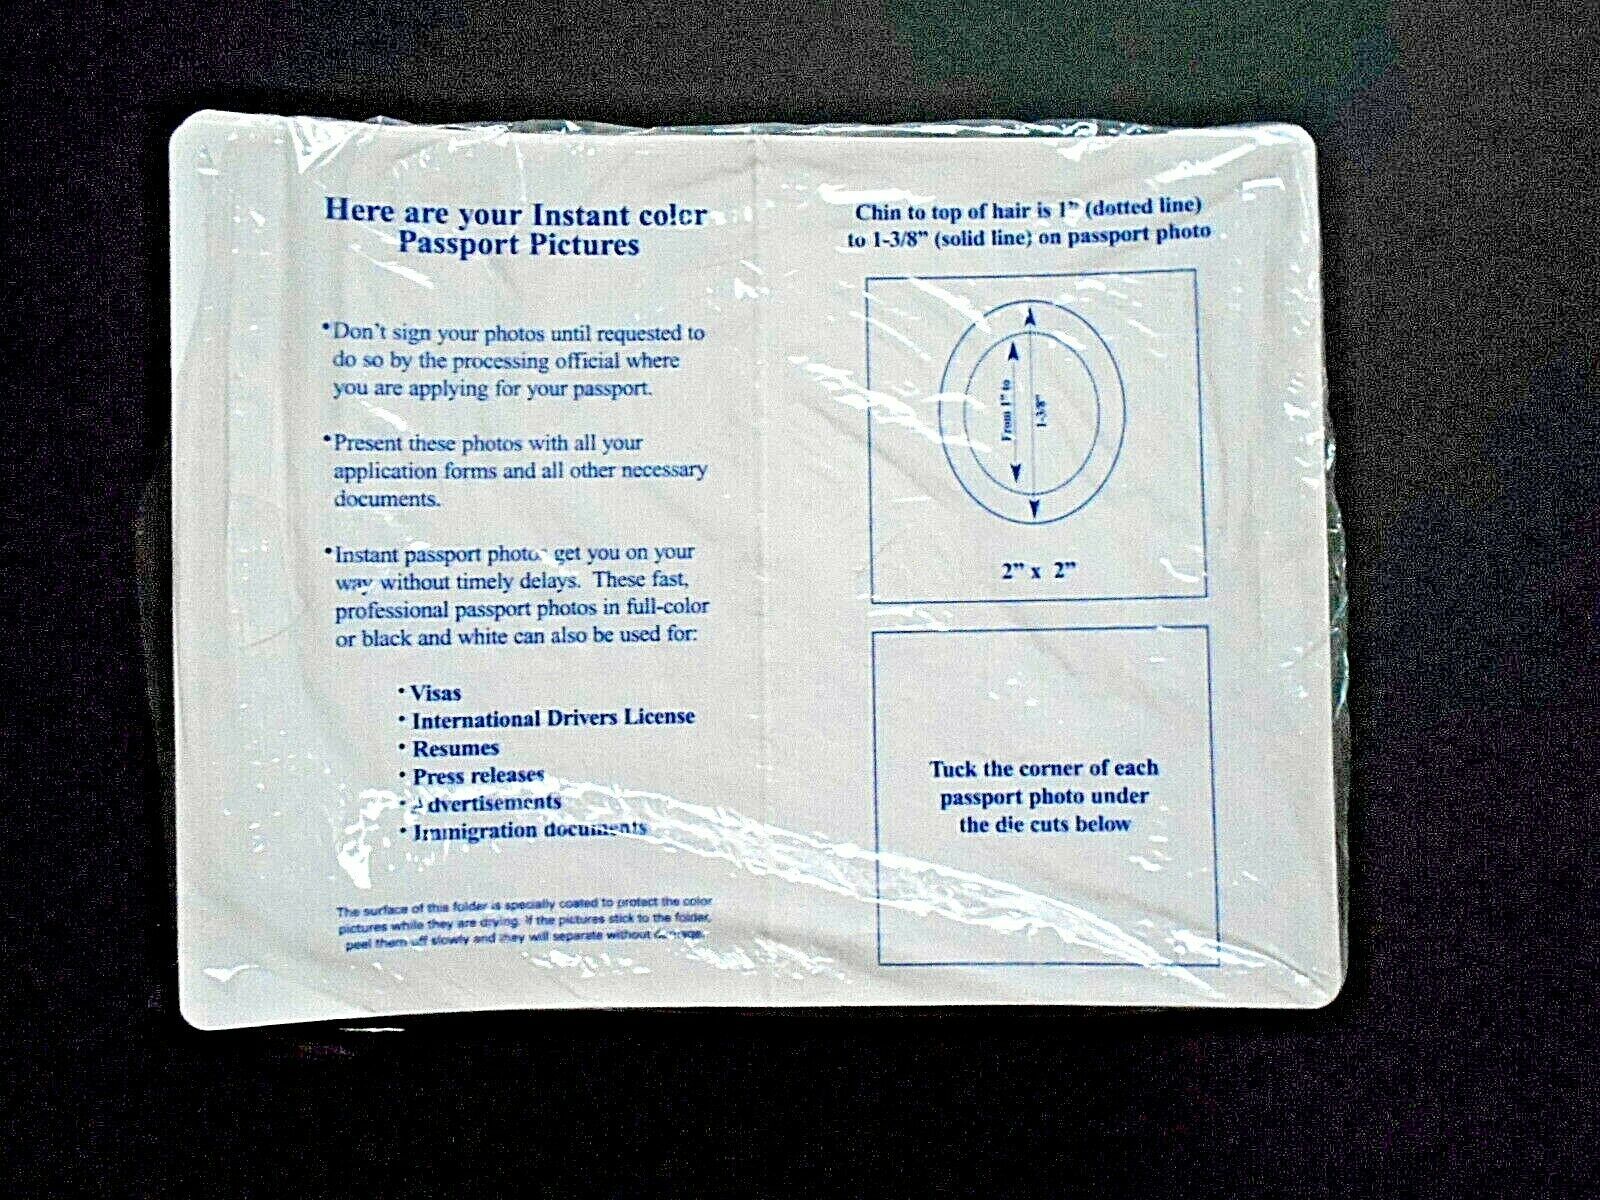 Here are your Instant color
Passport Pictures
•Don't sign your photos until requested to
do so by the processing official where
you are applying for your passport.
•Present these photos with all your
application forms and all other necessary
documents.
•Instant passport photos get you on your
way without timely delays. These fast,
professional passport photos in full-color
or black and white can also be used for:
• Visas
• International Drivers License
• Resumes
• Press releases
• Advertisements
• Immigration documents
The surface of this folder is specially coated to protect the color
pictures while they are drying. If the pictures stick to the folder,
peel them off slowly and they will separate without
Chin to top of hair is 1" (dotted line)
to 1-3/8" (solid line) on passport photo
From 1" to
1-3/8"
2" x 2"
Tuck the corner of each
passport photo under
the die cuts below